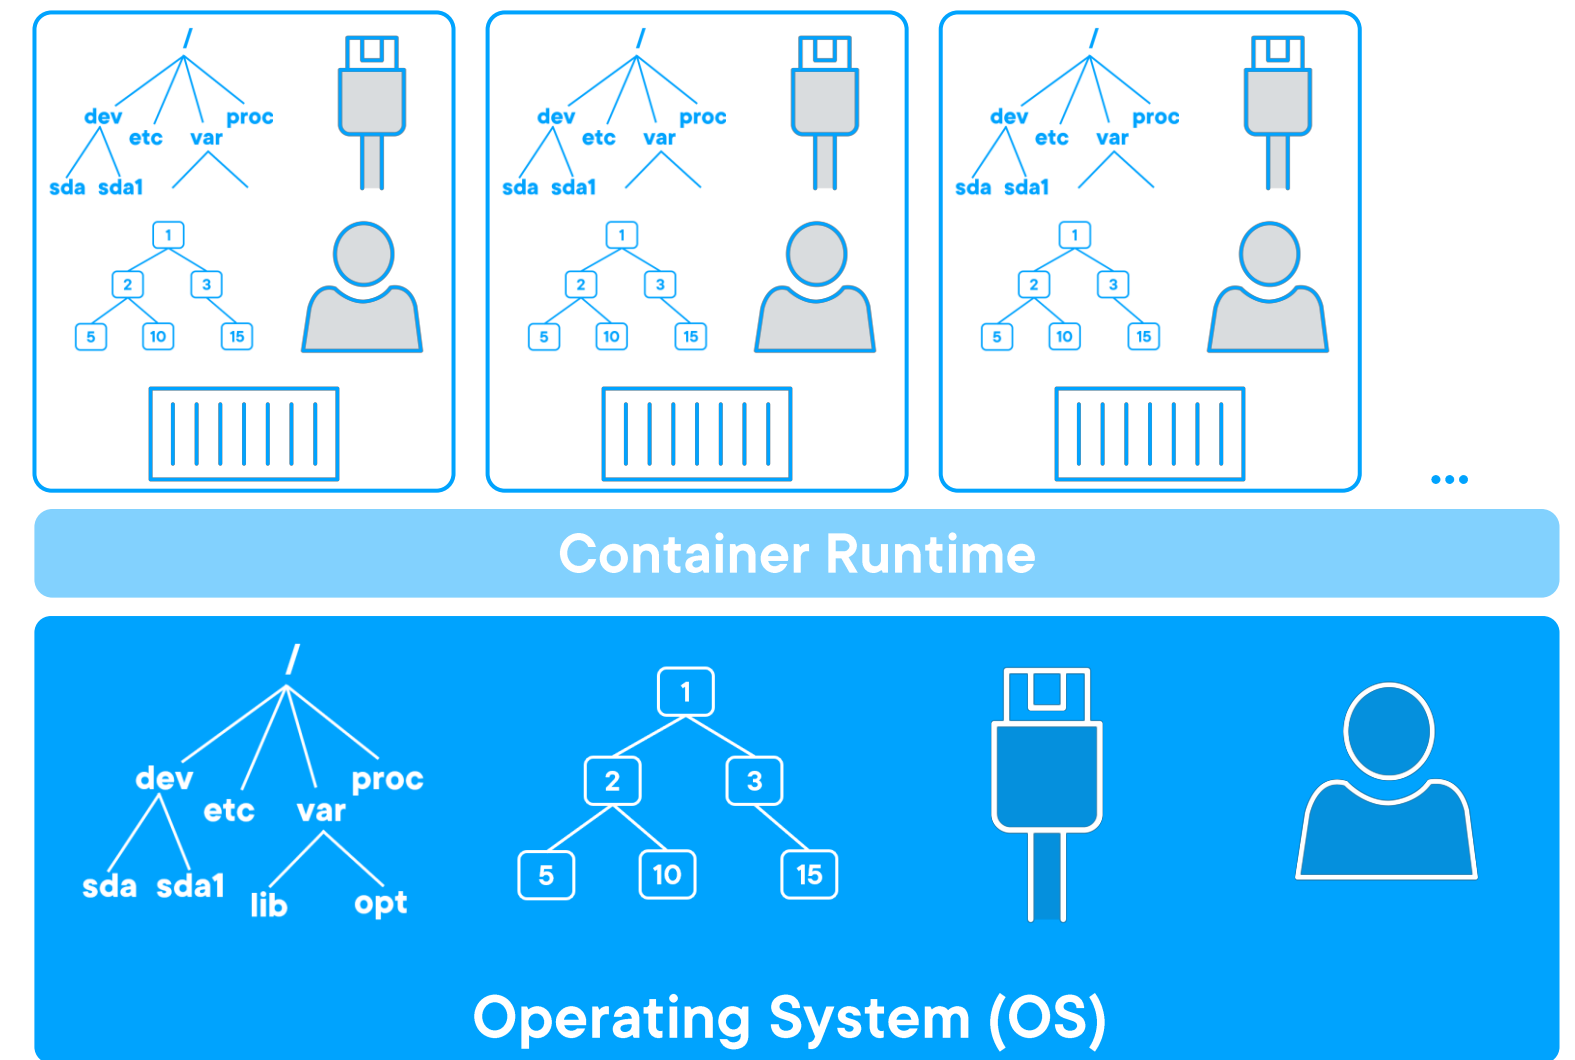 /
dev
etc
var
proc
sda
sda1
1
2
3
5
10
15
/
dev
etc
var
proc
sda
sda1
1
2
3
5
10
15
/
dev
etc
var
proc
sda
sda1
1
2
3
5
10
15
...
Container Runtime
/
dev
etc
var
proc
sda
sda1
lib
opt
1
2
3
5
10
15
Operating System (OS)